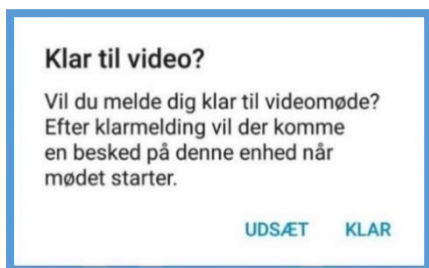 Klar til video?
Vil du melde dig klar til videomøde?
Efter klarmelding vil der komme
en besked på denne enhed når
mødet starter.
UDSÆT KLAR